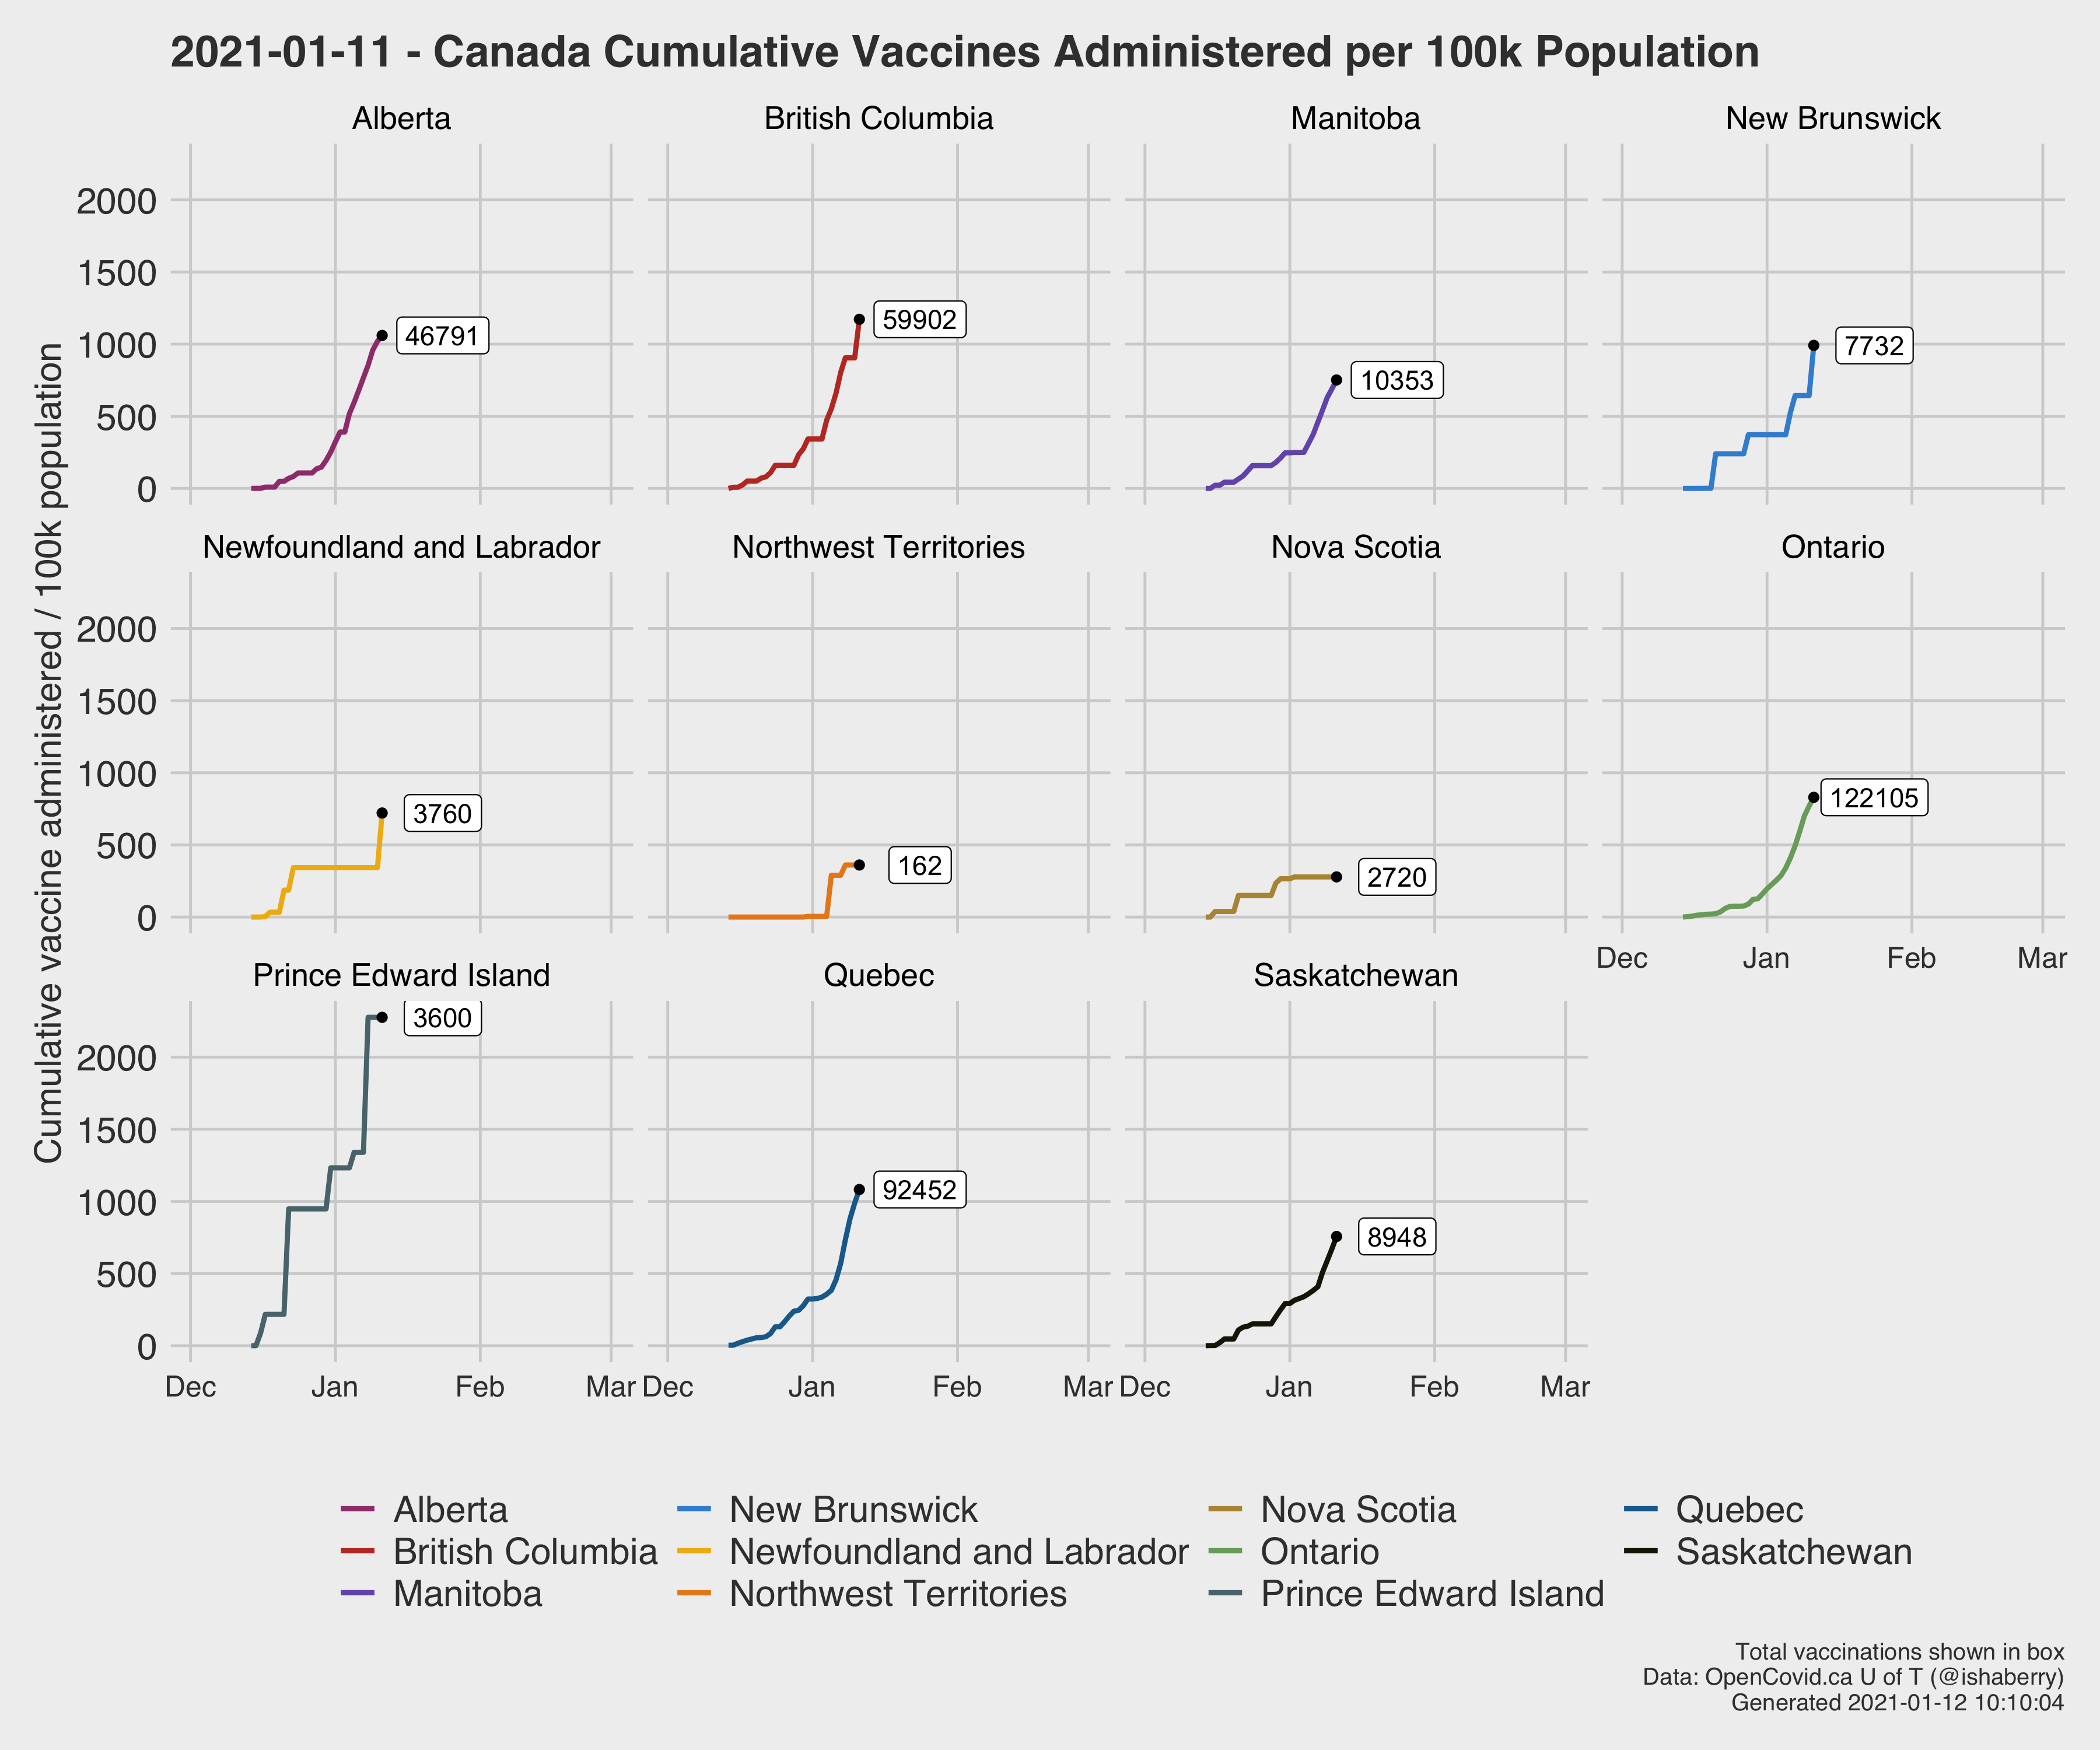 2021-01-11 - Canada Cumulative Vaccines Administered per 100k Population
Cumulative vaccine administered / 100k population
Alberta
British Columbia
Manitoba
New Brunswick
2000
1500
1000
500
0
46791
59902
10353
7732
Newfoundland and Labrador
Northwest Territories
Nova Scotia
Ontario
2000
1500
1000
500
0
3760
162
2720
122105
Dec Jan Feb Mar
Prince Edward Island
Quebec
Saskatchewan
2000
1500
1000
500
0
3600
92452
8948
Dec Jan Feb Mar
Dec Jan Feb Mar
Dec Jan Feb Mar
Alberta
British Columbia
Manitoba
New Brunswick
Newfoundland and Labrador
Northwest Territories
Nova Scotia
Ontario
Prince Edward Island
Quebec
Saskatchewan
Total vaccinations shown in box
Data: OpenCovid.ca U of T (@ishaberry)
Generated 2021-01-12 10:10:04